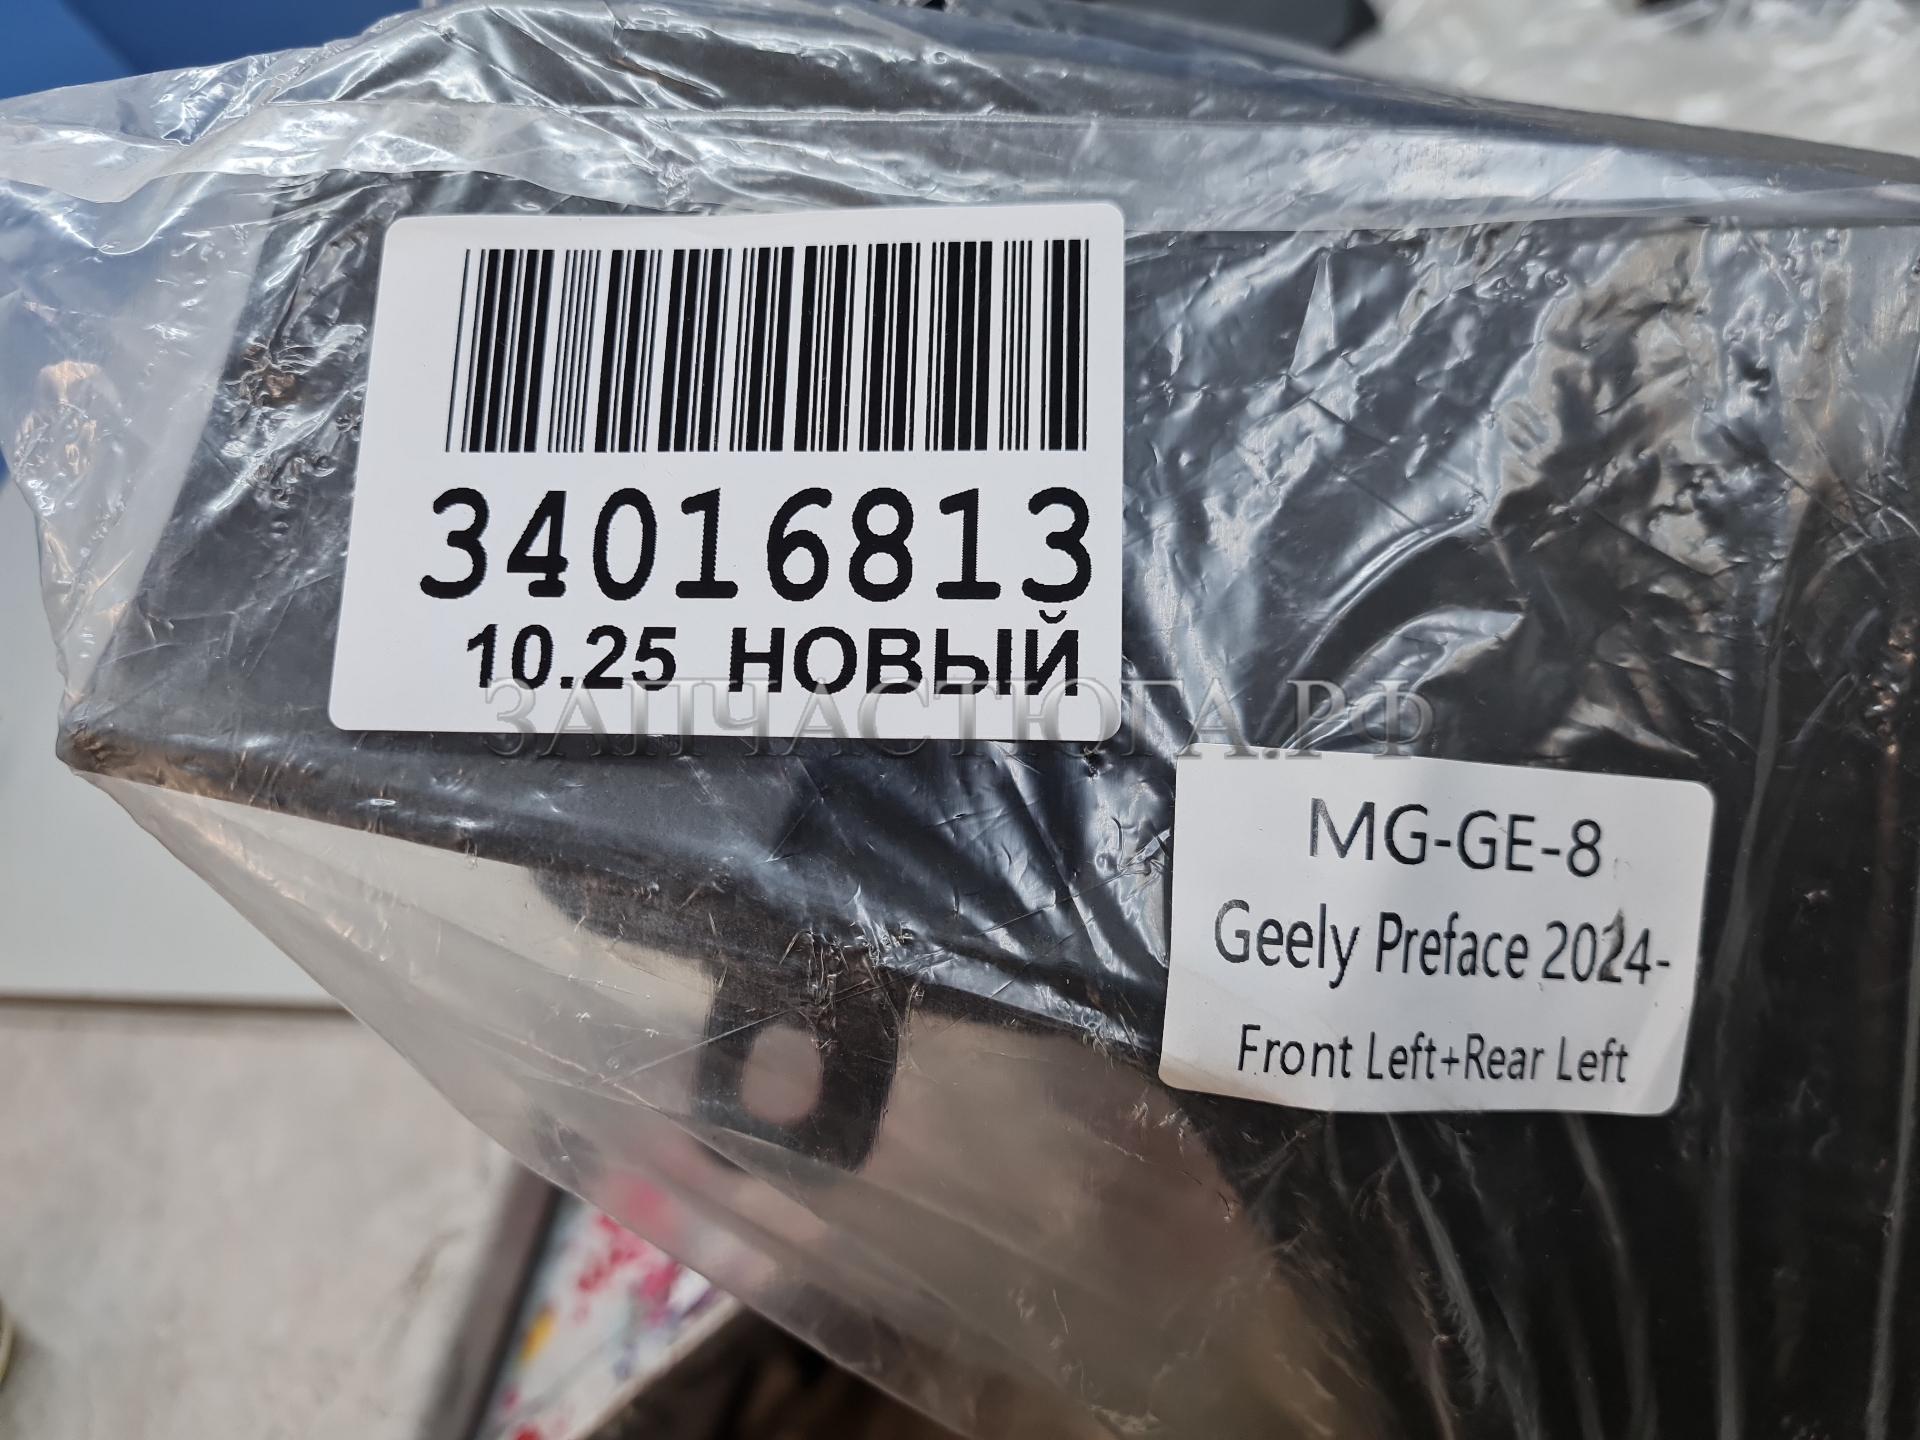 34016813
10.25 НОВЫЙ
ЗАПЧАСТЮГА.РФ
MG-GE-8
Geely Preface 2024-
Front Left+Rear Left